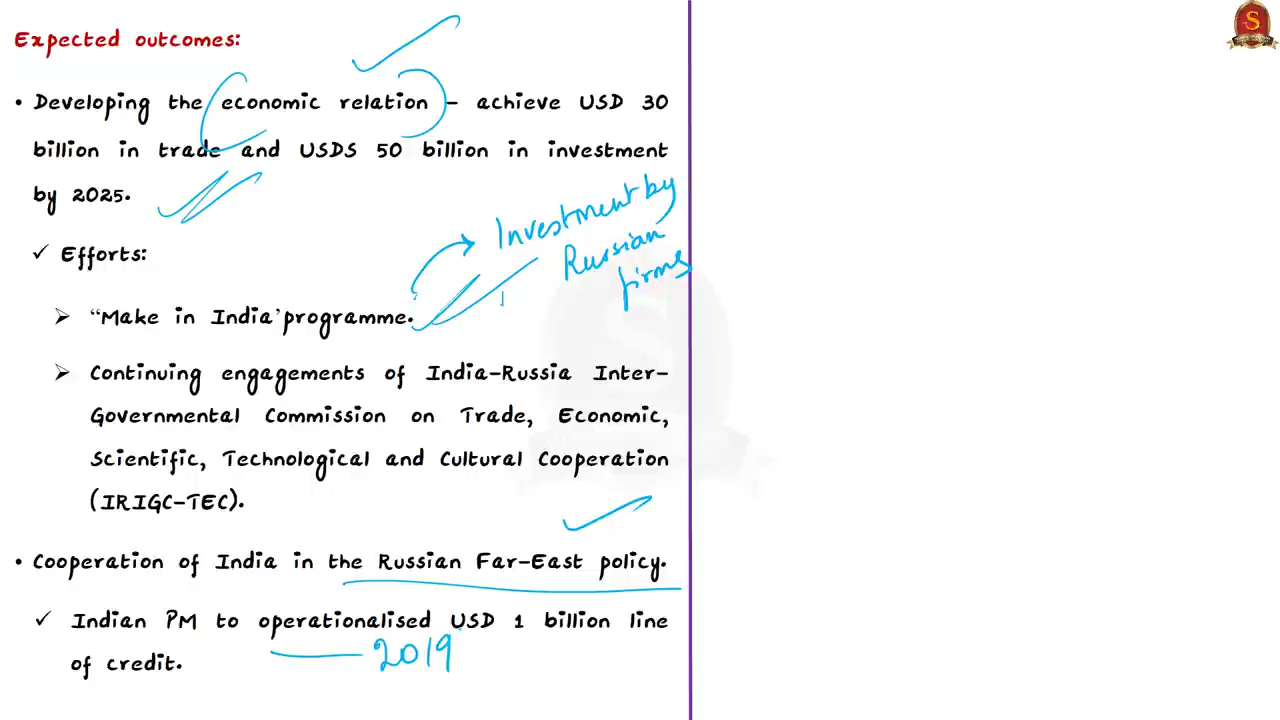 Expected outcomes:
• Developing the economic relation – achieve USD 30
billion in trade and USDS 50 billion in investment
by 2025.
✓ Efforts:
Investment by
Russian
firms
➢ “Make in India’programme.
➢ Continuing engagements of India-Russia Inter-
Governmental Commission on Trade, Economic,
Scientific, Technological and Cultural Cooperation
(IRIGC-TEC).
• Cooperation of India in the Russian Far-East policy.
✓ Indian PM to operationalised USD 1 billion line
of credit.
2019
S